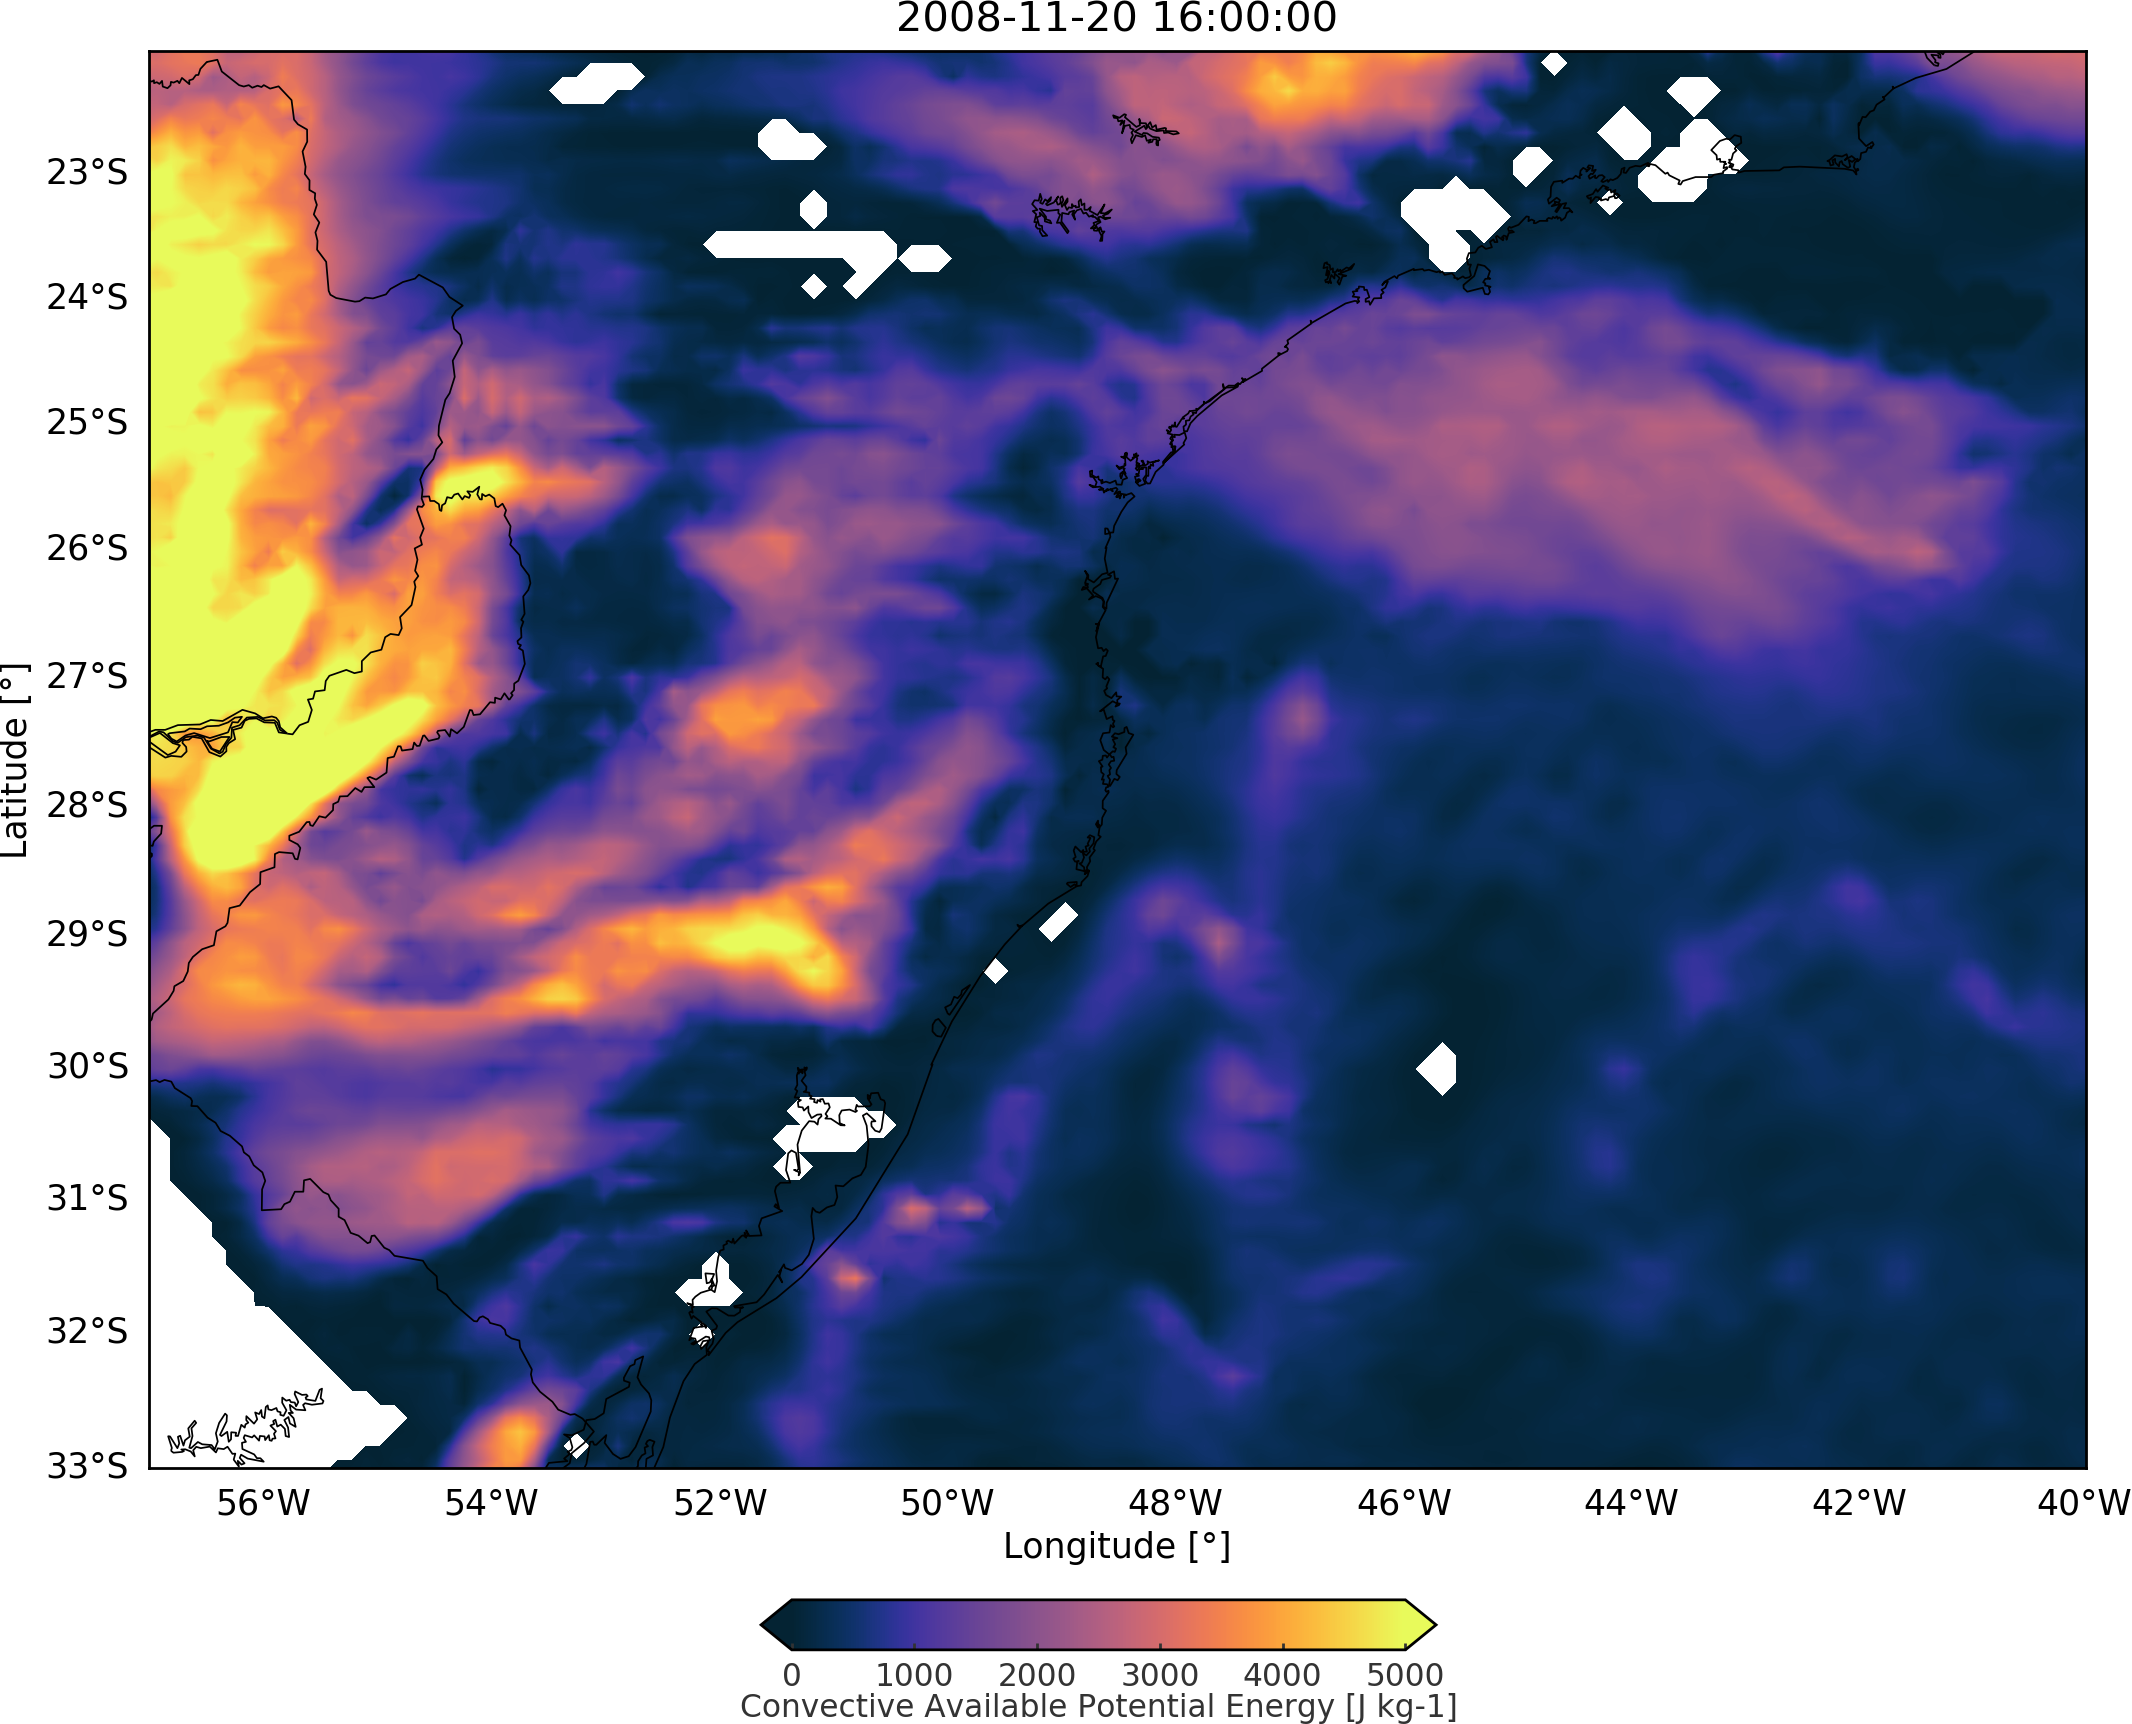 2008-11-20 16:00:00
Latitude [°]
23°S
24°S
25°S
26°S
27°S
28°S
29°S
30°S
31°S
32°S
33°S
56°W 54°W 52°W 50°W 48°W 46°W 44°W 42°W 40°W
Longitude [°]
0 1000 2000 3000 4000 5000
Convective Available Potential Energy [J kg-1]